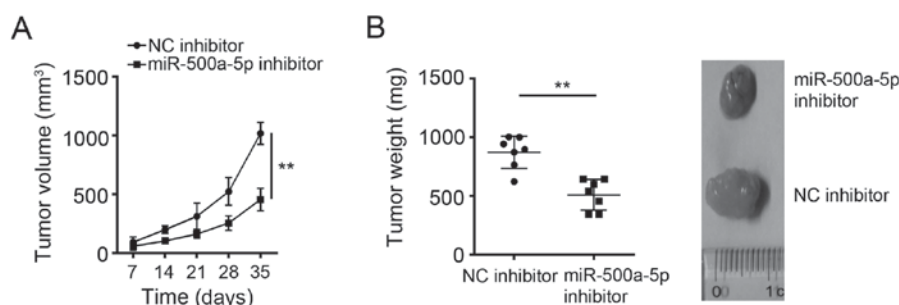 A
NC inhibitor
miR-500a-5p inhibitor
Tumor volume (mm³)
1500
1000
500
0
7 14 21 28 35
Time (days)
**
B
Tumor weight (mg)
1500
1000
500
0
**
NC inhibitor miR-500a-5p
inhibitor
miR-500a-5p
inhibitor
NC inhibitor
0 1